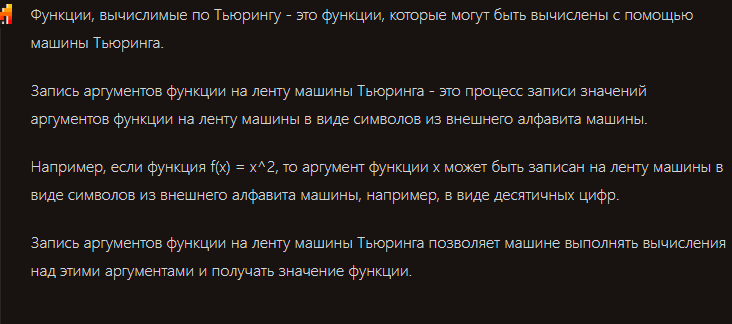 Функции, вычислимые по Тьюрингу - это функции, которые могут быть вычислены с помощью
машины Тьюринга.
Запись аргументов функции на ленту машины Тьюринга - это процесс записи значений
аргументов функции на ленту машины в виде символов из внешнего алфавита машины.
Например, если функция f(x) = x^2, то аргумент функции x может быть записан на ленту машины в
виде символов из внешнего алфавита машины, например, в виде десятичных цифр.
Запись аргументов функции на ленту машины Тьюринга позволяет машине выполнять вычисления
над этими аргументами и получать значение функции.